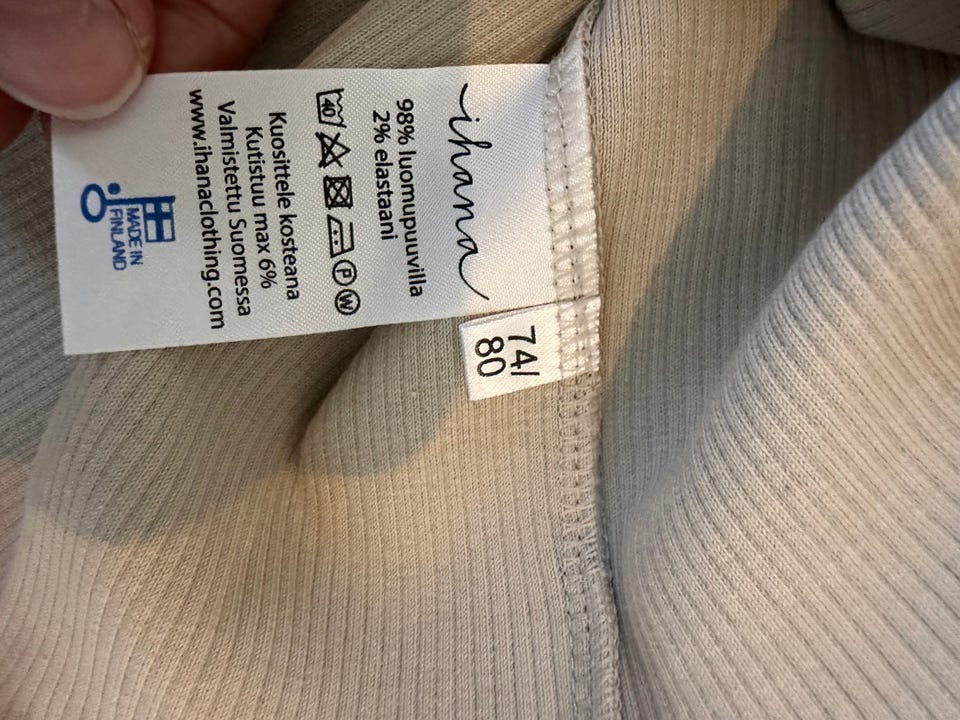 ihana
98% luomupuuvilla
2% elastaani
40 P W
Kuosittele kosteana
Kutistuu max 6%
Valmistettu Suomessa
www.ihanaclothing.com
MADE IN
FINLAND
74/
80